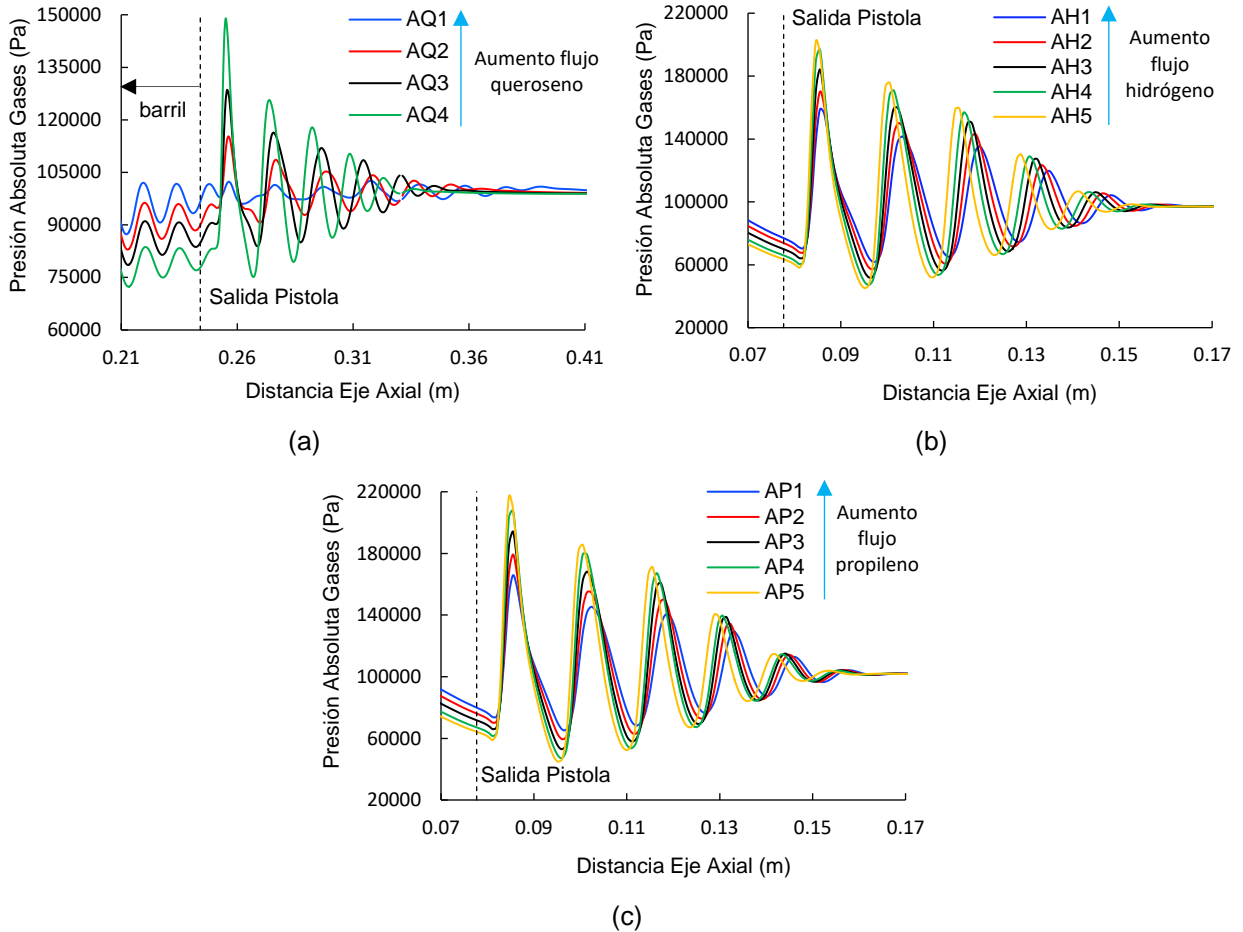 Presión Absoluta Gases (Pa)
150000
135000
120000
105000
90000
75000
60000
AQ1
AQ2
AQ3
AQ4
Aumento flujo
queroseno
barril
Salida Pistola
0.21 0.26 0.31 0.36 0.41
Distancia Eje Axial (m)
(a)
Presión Absoluta Gases (Pa)
220000
180000
140000
100000
60000
20000
Salida Pistola
AH1
AH2
AH3
AH4
AH5
Aumento
flujo
hidrógeno
0.07 0.09 0.11 0.13 0.15 0.17
Distancia Eje Axial (m)
(b)
Presión Absoluta Gases (Pa)
220000
180000
140000
100000
60000
20000
AP1
AP2
AP3
AP4
AP5
Aumento
flujo
propileno
Salida Pistola
0.07 0.09 0.11 0.13 0.15 0.17
Distancia Eje Axial (m)
(c)